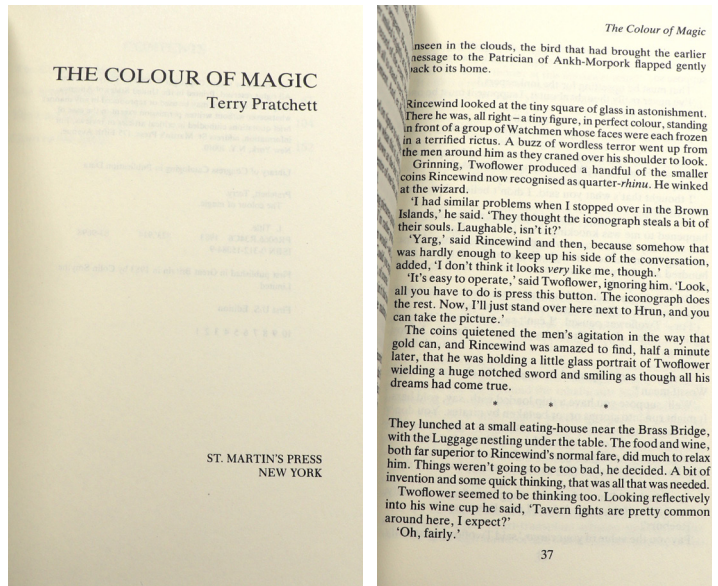 THE COLOUR OF MAGIC
Terry Pratchett
ST. MARTIN'S PRESS
NEW YORK
The Colour of Magic
nseen in the clouds, the bird that had brought the earlier
essage to the Patrician of Ankh-Morpork flapped gently
ack to its home.
Rincewind looked at the tiny square of glass in astonishment.
There he was, all right – a tiny figure, in perfect colour, standing
in front of a group of Watchmen whose faces were each frozen
in a terrified rictus. A buzz of wordless terror went up from
the men around him as they craned over his shoulder to look.
Grinning, Twoflower produced a handful of the smaller
coins Rincewind now recognised as quarter-rhinu. He winked
at the wizard.
'I had similar problems when I stopped over in the Brown
Islands,' he said. 'They thought the iconograph steals a bit of
their souls. Laughable, isn't it?'
'Yarg,' said Rincewind and then, because somehow that
was hardly enough to keep up his side of the conversation,
added, 'I don't think it looks very like me, though.'
'It's easy to operate,' said Twoflower, ignoring him. 'Look,
all you have to do is press this button. The iconograph does
the rest. Now, I'll just stand over here next to Hrun, and you
can take the picture.'
The coins quietened the men's agitation in the way that
gold can, and Rincewind was amazed to find, half a minute
later, that he was holding a little glass portrait of Twoflower
wielding a huge notched sword and smiling as though all his
dreams had come true.
* * *
They lunched at a small eating-house near the Brass Bridge,
with the Luggage nestling under the table. The food and wine,
both far superior to Rincewind's normal fare, did much to relax
him. Things weren't going to be too bad, he decided. A bit of
invention and some quick thinking, that was all that was needed.
Twoflower seemed to be thinking too. Looking reflectively
into his wine cup he said, 'Tavern fights are pretty common
around here, I expect?'
'Oh, fairly.'
37